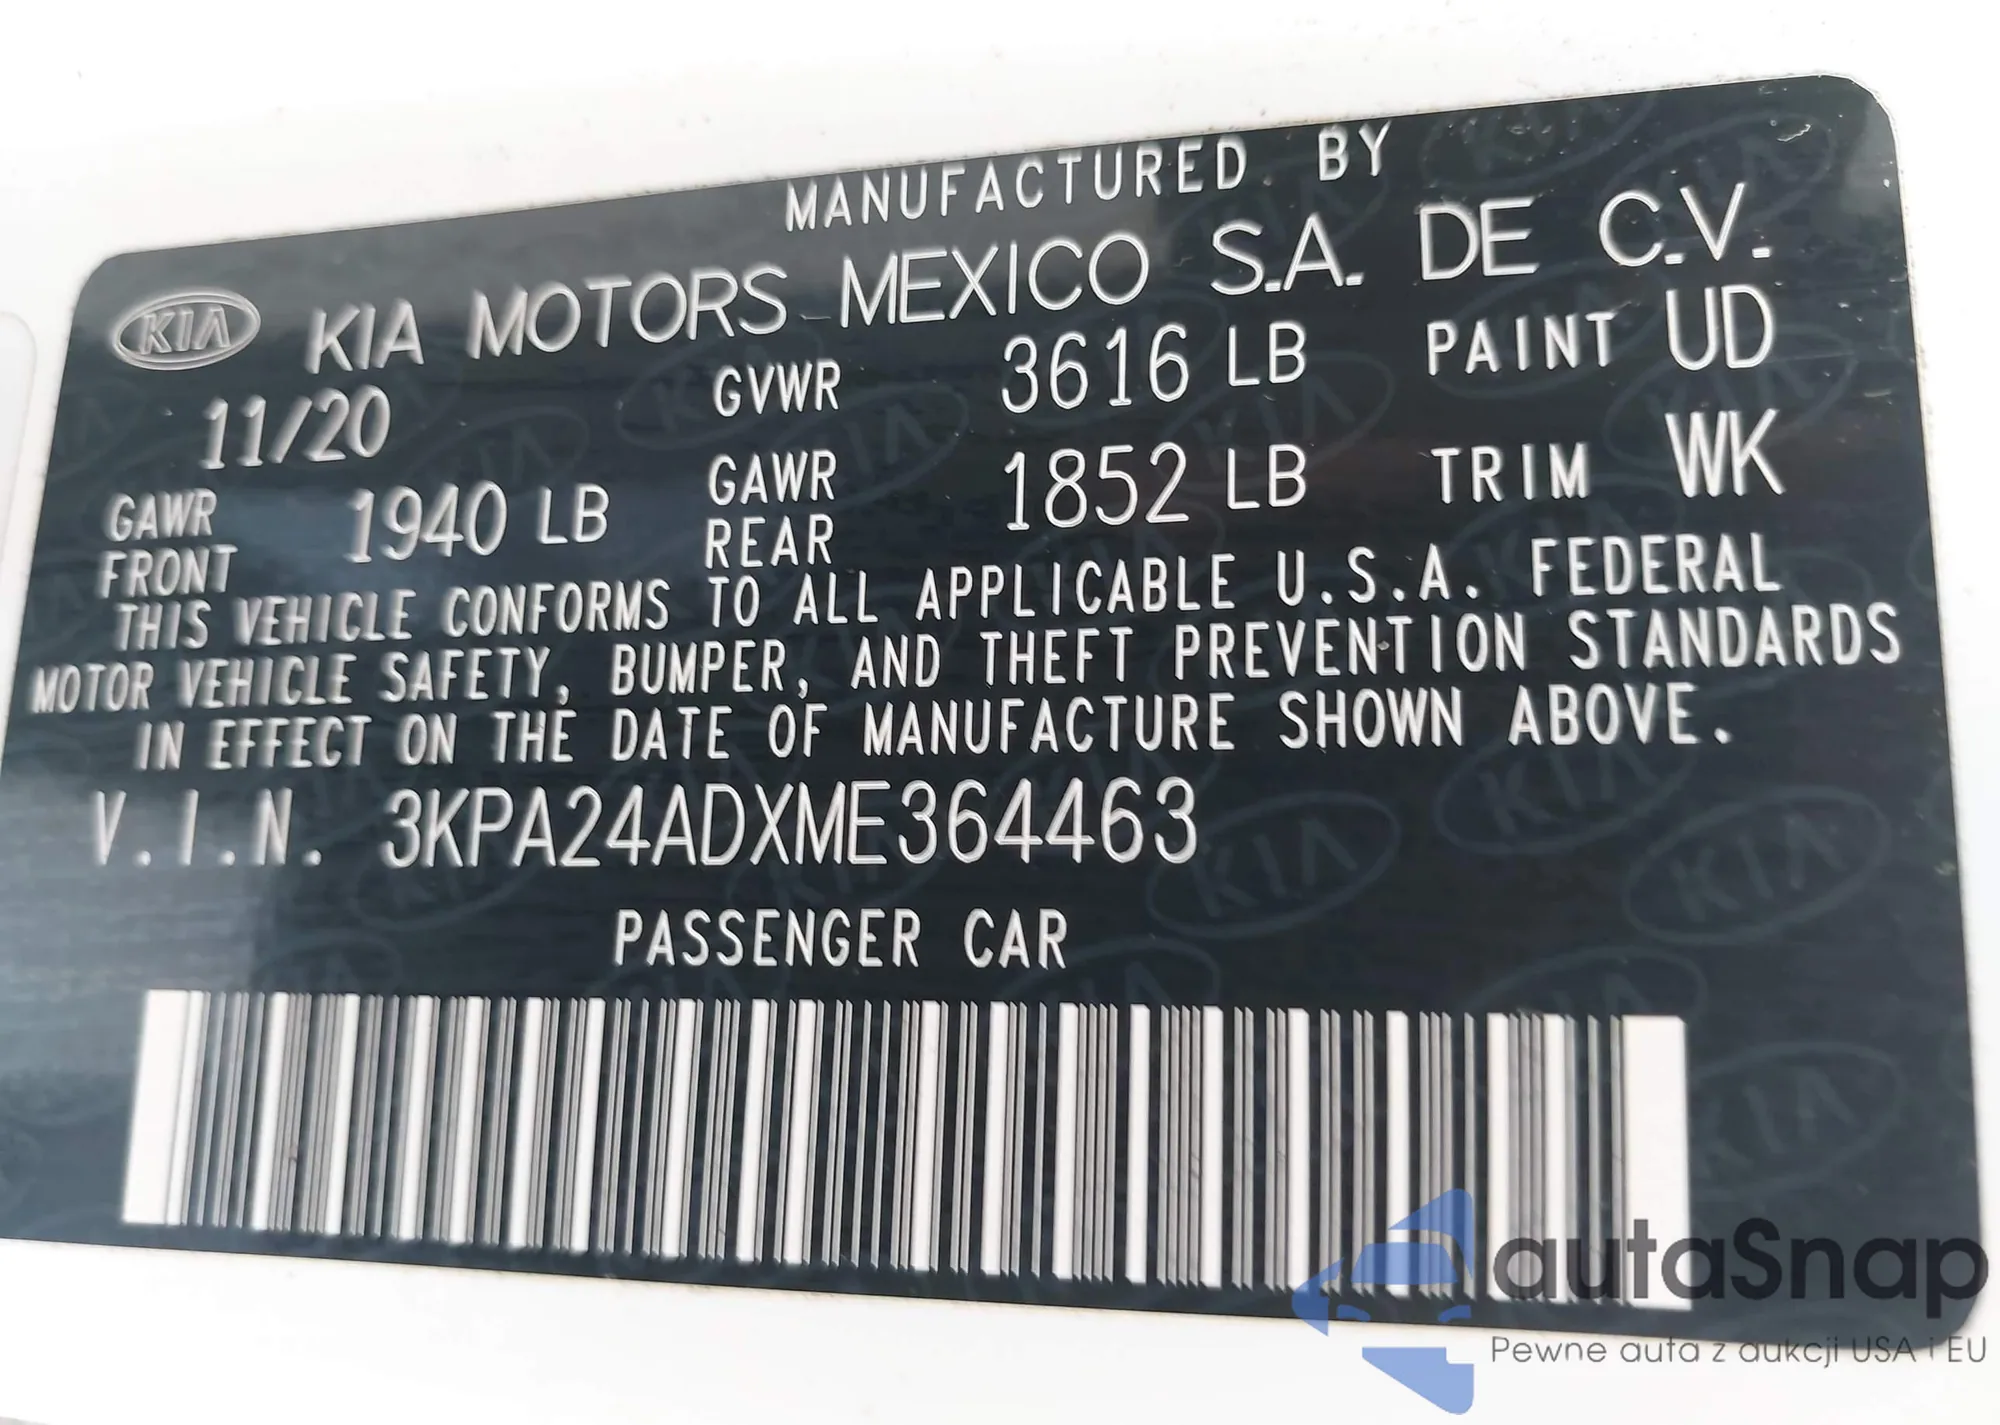 MANUFACTURED BY
KIA KIA MOTORS MEXICO S.A. DE C.V.
11/20 GVWR 3616 LB PAINT UD
GAWR FRONT 1940 LB GAWR REAR 1852 LB TRIM WK
THIS VEHICLE CONFORMS TO ALL APPLICABLE U.S.A. FEDERAL
MOTOR VEHICLE SAFETY, BUMPER, AND THEFT PREVENTION STANDARDS
IN EFFECT ON THE DATE OF MANUFACTURE SHOWN ABOVE.
V.I.N. 3KPA24ADXME364463
PASSENGER CAR
autaSnap
Pewne auta z aukcji USA i EU